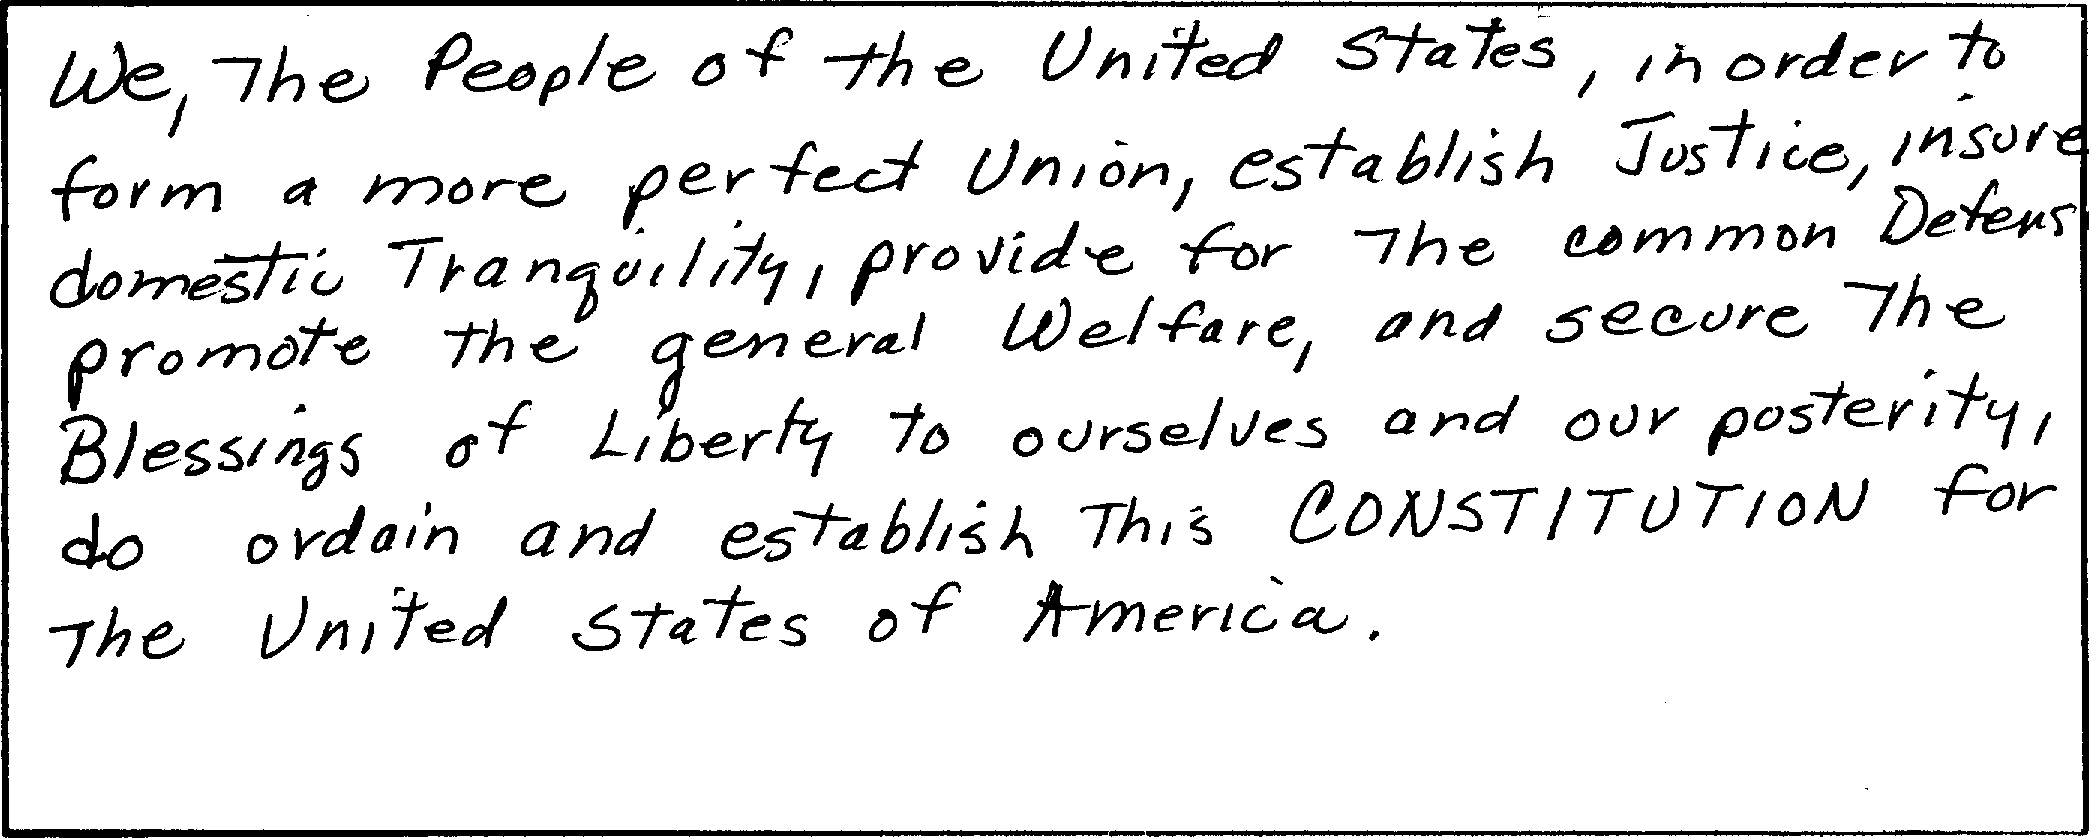 We, The People of the United States, in order to
form a more perfect Union, establish Justice, insure
domestic Tranquility, provide for The common Defens
promote the general Welfare, and secure The
Blessings of Liberty to ourselves and our posterity,
do ordain and establish This CONSTITUTION for
The United States of America.